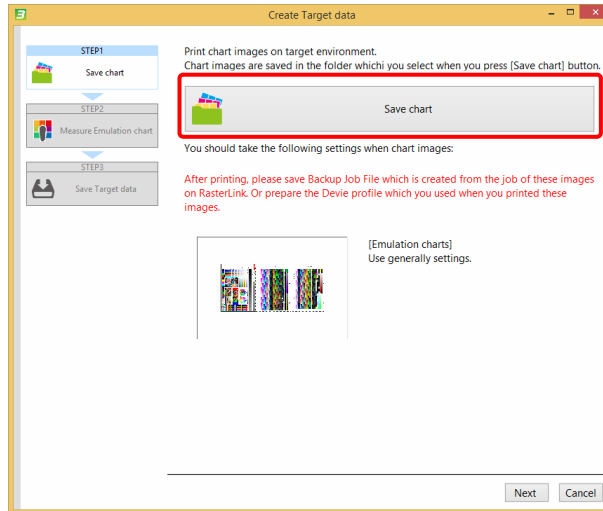 Create Target data
STEP1
Save chart
STEP2
Measure Emulation chart
STEP3
Save Target data
Print chart images on target environment.
Chart images are saved in the folder whichi you select when you press [Save chart] button.
Save chart
You should take the following settings when chart images:
After printing, please save Backup Job File which is created from the job of these images
on RasterLink. Or prepare the Devie profile which you used when you printed these
images.
[Emulation charts]
Use generally settings.
Next
Cancel